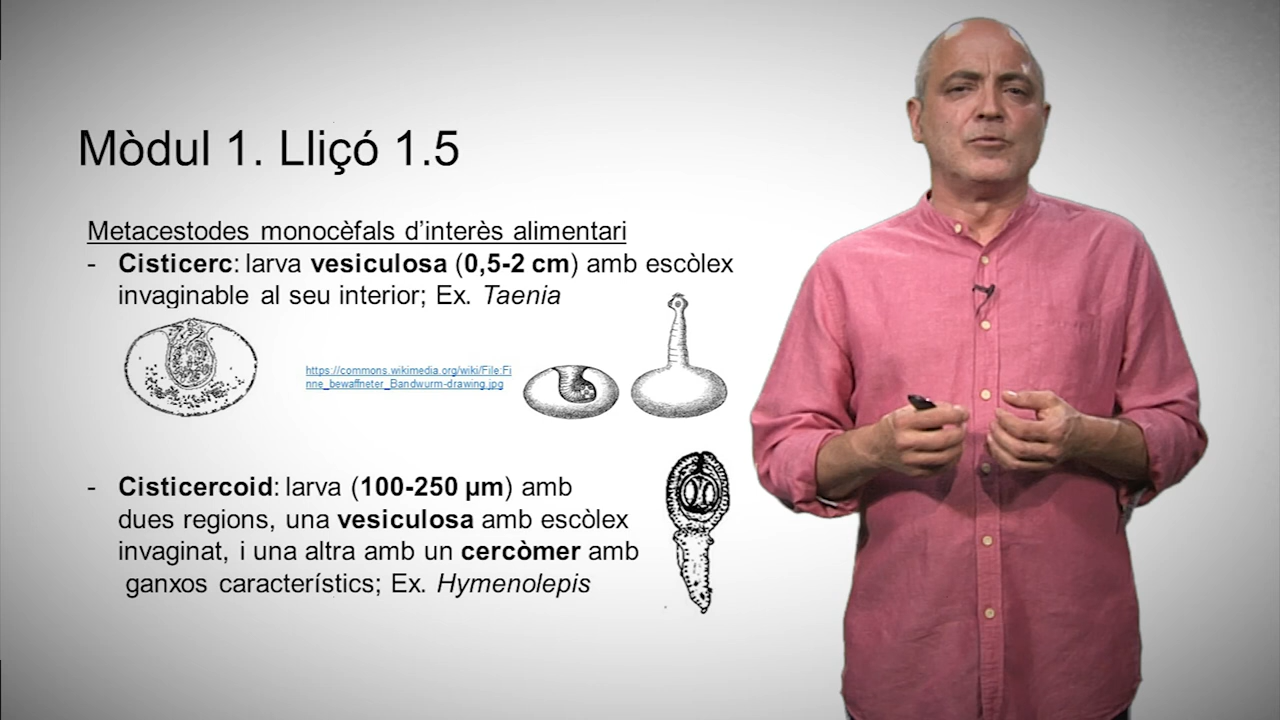 Mòdul 1. Lliçó 1.5
Metacestodes monocèfals d'interès alimentari
- Cisticerc: larva vesiculosa (0,5-2 cm) amb escòlex
invaginable al seu interior; Ex. Taenia
https://commons.wikimedia.org/wiki/File:Fi
nne_bewaffneter_Bandwurm-drawing.jpg
- Cisticercoid: larva (100-250 µm) amb
dues regions, una vesiculosa amb escòlex
invaginat, i una altra amb un cercòmer amb
ganxos característics; Ex. Hymenolepis